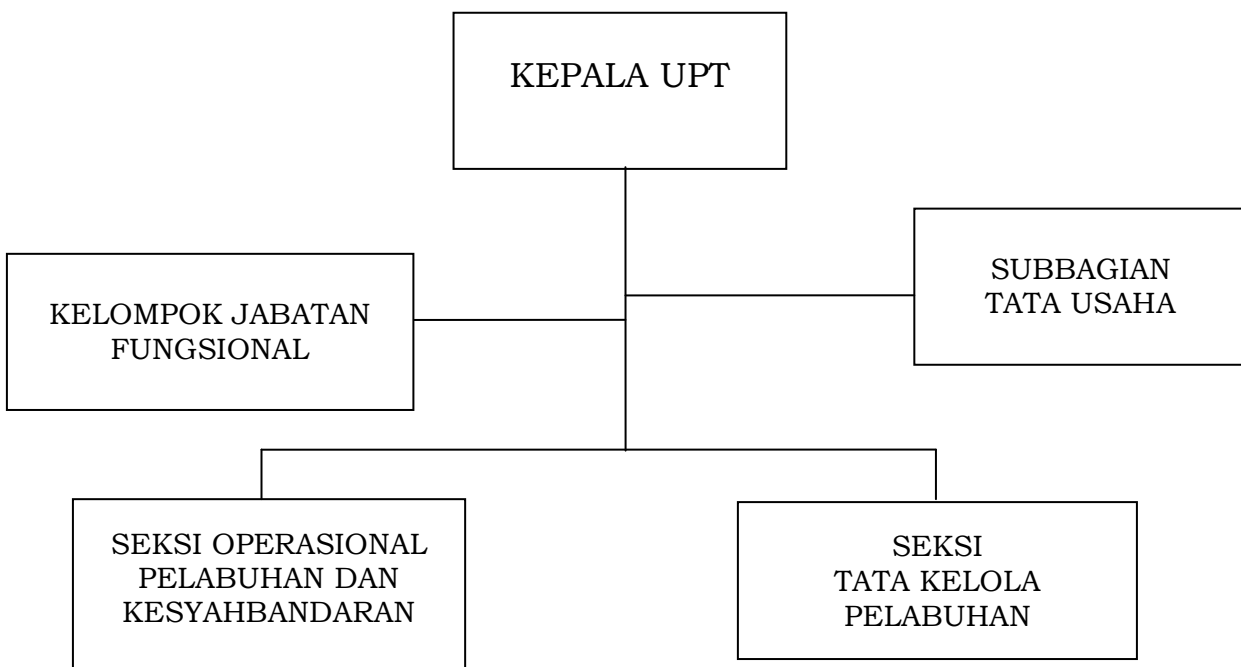 KEPALA UPT
SUBBAGIAN
TATA USAHA
KELOMPOK JABATAN
FUNGSIONAL
SEKSI OPERASIONAL
PELABUHAN DAN
KESYAHBANDARAN
SEKSI
TATA KELOLA
PELABUHAN